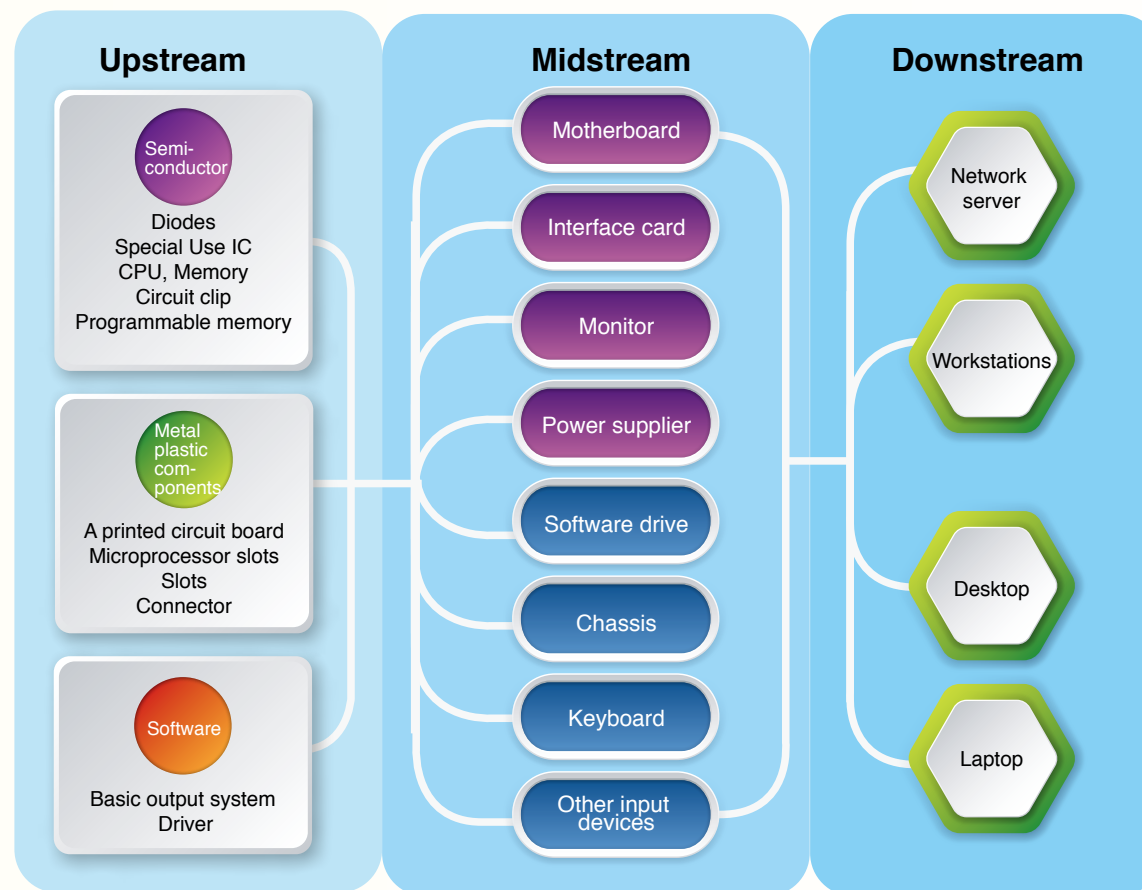 Upstream
Semi-
conductor
Diodes
Special Use IC
CPU, Memory
Circuit clip
Programmable memory
Metal
plastic
com-
ponents
A printed circuit board
Microprocessor slots
Slots
Connector
Software
Basic output system
Driver
Midstream
Motherboard
Interface card
Monitor
Power supplier
Software drive
Chassis
Keyboard
Other input
devices
Downstream
Network
server
Workstations
Desktop
Laptop